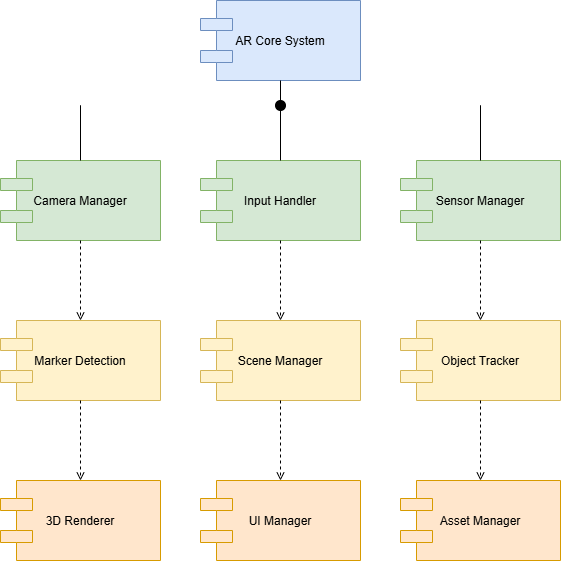 AR Core System
Camera Manager
Input Handler
Sensor Manager
Marker Detection
Scene Manager
Object Tracker
3D Renderer
UI Manager
Asset Manager